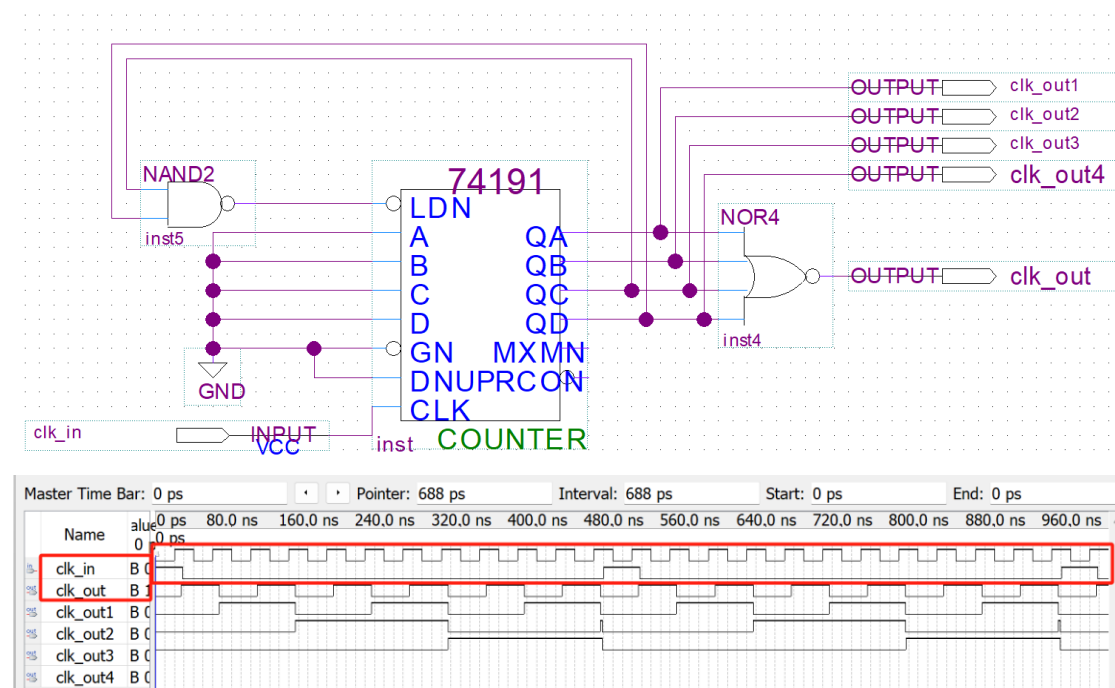 OUTPUT clk_out1
OUTPUT clk_out2
OUTPUT clk_out3
OUTPUT clk_out4
NAND2
inst5
74191
LDN
A QA
B QB
C QC
D QD
GN MXMN
DNUPRCON
CLK
inst COUNTER
NOR4
inst4
OUTPUT clk_out
GND
clk_in INPUT
VCC
Master Time Bar: 0 ps Pointer: 688 ps Interval: 688 ps Start: 0 ps End: 0 ps
Name
alue
0
0 ps 80.0 ns 160.0 ns 240.0 ns 320.0 ns 400.0 ns 480.0 ns 560.0 ns 640.0 ns 720.0 ns 800.0 ns 880.0 ns 960.0 ns
0 ps
clk_in B 0
clk_out B 1
clk_out1 B 0
clk_out2 B 0
clk_out3 B 0
clk_out4 B 0